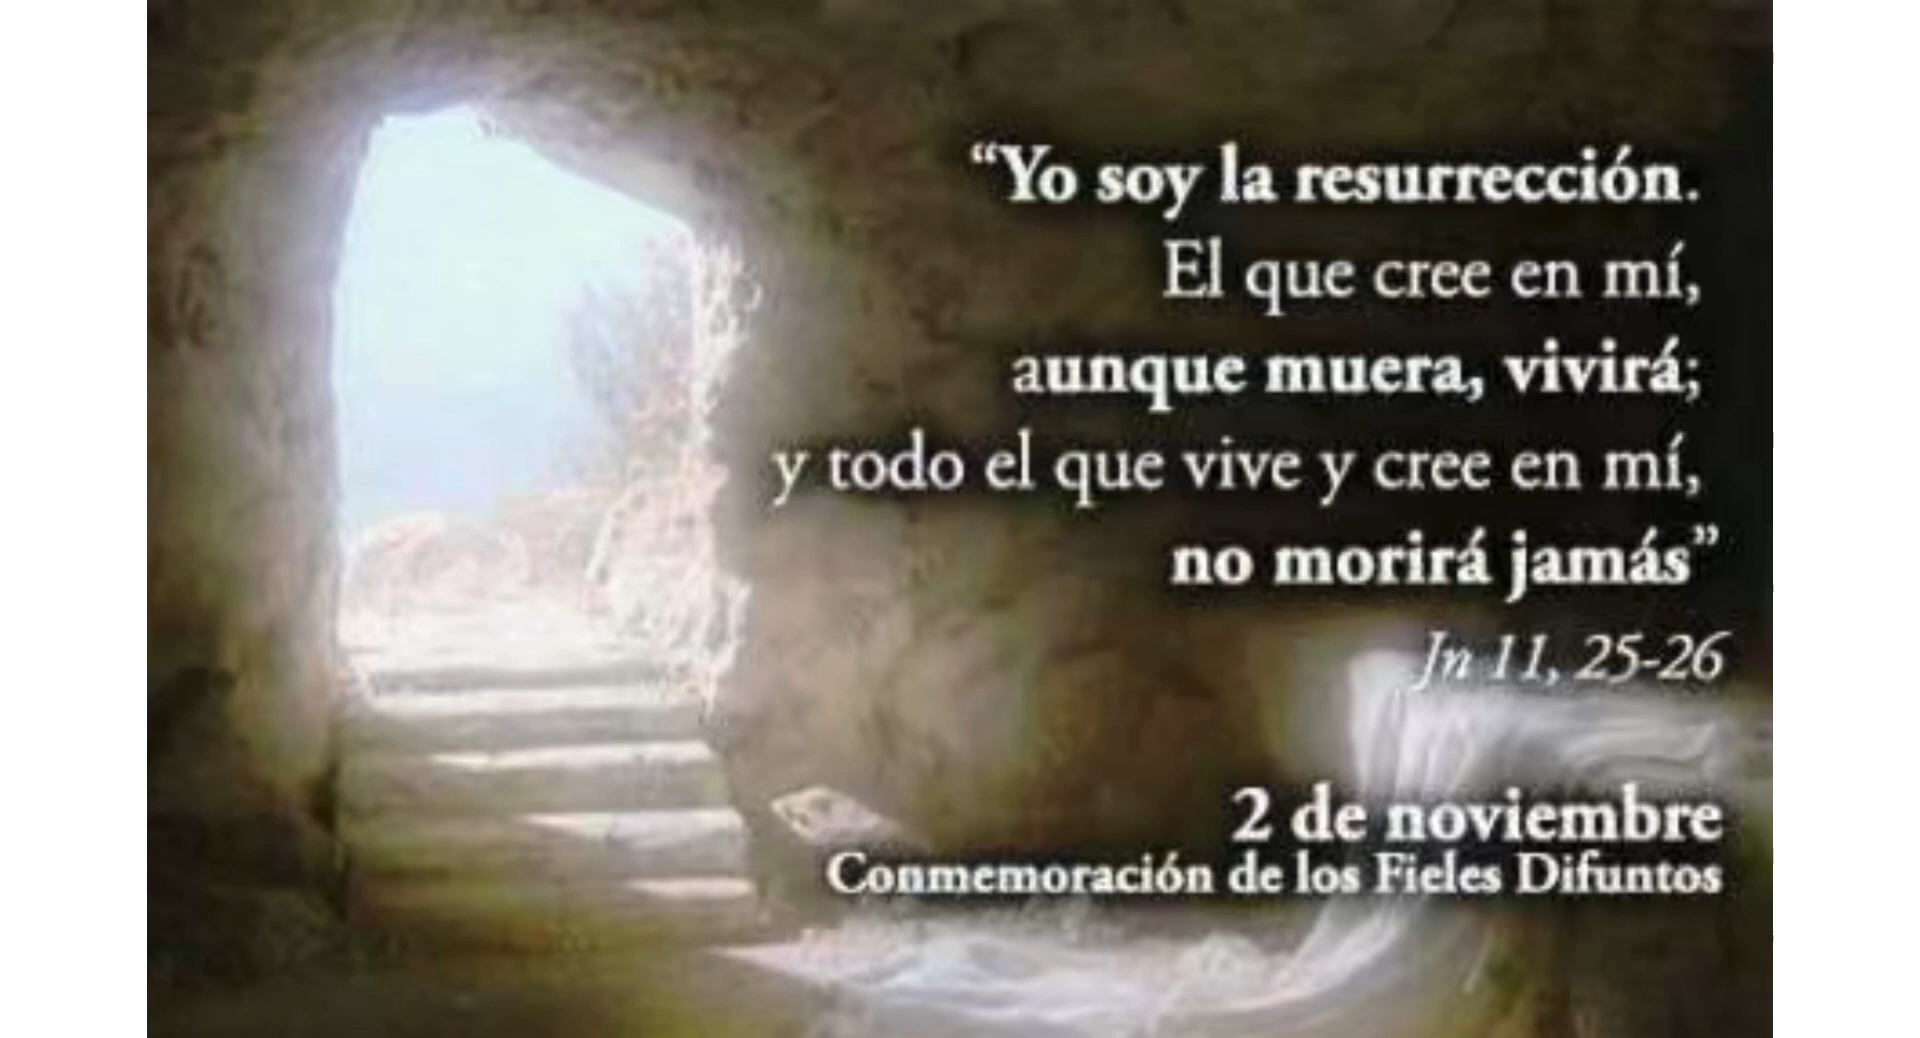 “Yo soy la resurrección.
El que cree en mí,
aunque muera, vivirá;
y todo el que vive y cree en mí,
no morirá jamás”
Jn 11, 25-26
2 de noviembre
Conmemoración de los Fieles Difuntos